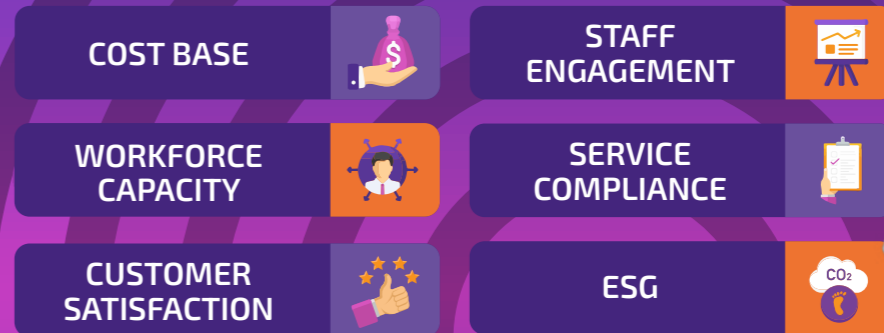 COST BASE
$
STAFF
ENGAGEMENT
WORKFORCE
CAPACITY
SERVICE
COMPLIANCE
CUSTOMER
SATISFACTION
ESG
CO₂